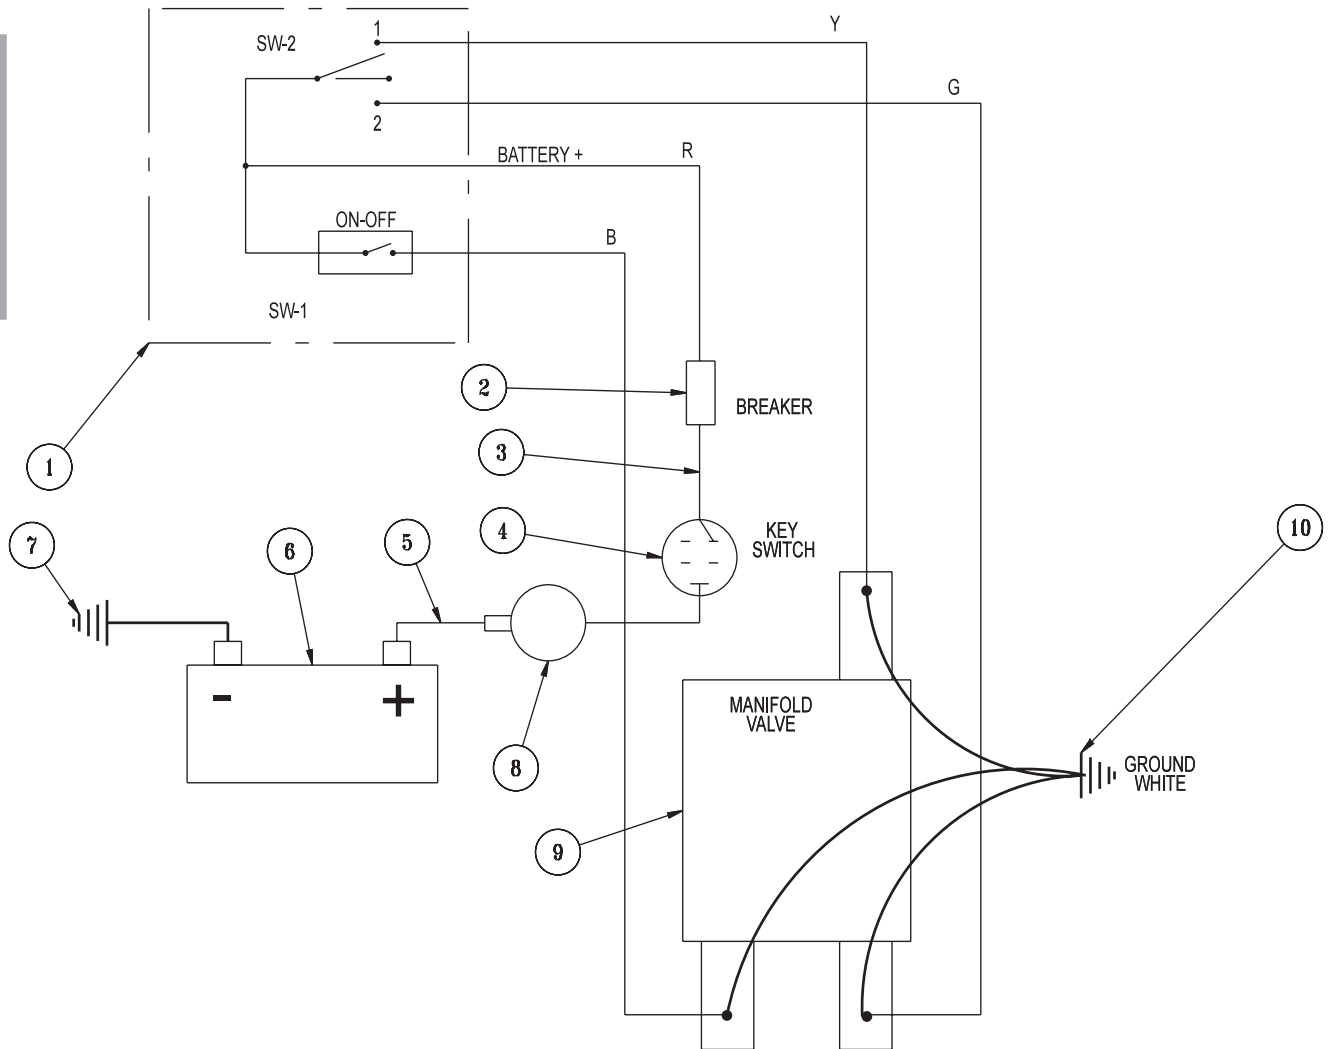 Y
1
SW-2
G
2
BATTERY +
R
ON-OFF
B
SW-1
2
BREAKER
1
3
4
KEY
SWITCH
10
7
6
5
-
+
MANIFOLD
VALVE
8
GROUND
WHITE
9